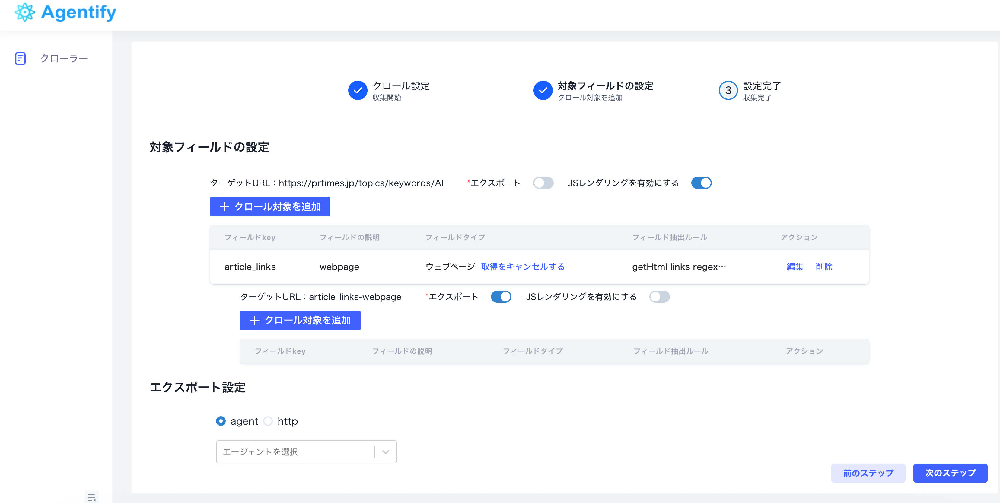 Agentify
クローラー
クロール設定
収集開始
対象フィールドの設定
クロール対象を追加
3
設定完了
収集完了
対象フィールドの設定
ターゲットURL：https://prtimes.jp/topics/keywords/AI *エクスポート JSレンダリングを有効にする
クロール対象を追加
フィールドkey フィールドの説明 フィールドタイプ フィールド抽出ルール アクション
article_links webpage ウェブページ 取得をキャンセルする getHtml links regex… 編集 削除
ターゲットURL：article_links-webpage *エクスポート JSレンダリングを有効にする
クロール対象を追加
フィールドkey フィールドの説明 フィールドタイプ フィールド抽出ルール アクション
エクスポート設定
agent http
エージェントを選択
前のステップ 次のステップ